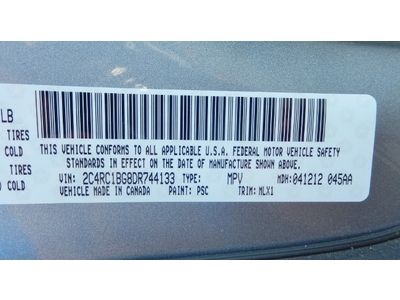 LB
TIRES
COLD
TIRES
COLD
THIS VEHICLE CONFORMS TO ALL APPLICABLE U.S.A. FEDERAL MOTOR VEHICLE SAFETY
STANDARDS IN EFFECT ON THE DATE OF MANUFACTURE SHOWN ABOVE.
VIN: 2C4RC1BG8DR744133 TYPE: MPV MDH: 041212 045AA
VEHICLE MADE IN CANADA PAINT: PSC TRIM: NLX1